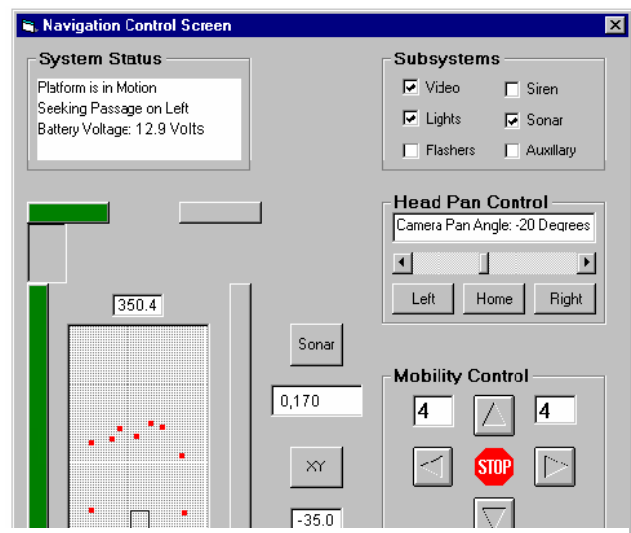 Navigation Control Screen
System Status
Platform is in Motion
Seeking Passage on Left
Battery Voltage: 12.9 Volts
Subsystems
Video
Siren
Lights
Sonar
Flashers
Auxillary
Head Pan Control
Camera Pan Angle: -20 Degrees
Left
Home
Right
350.4
Sonar
0,170
XY
-35.0
Mobility Control
4
4
STOP